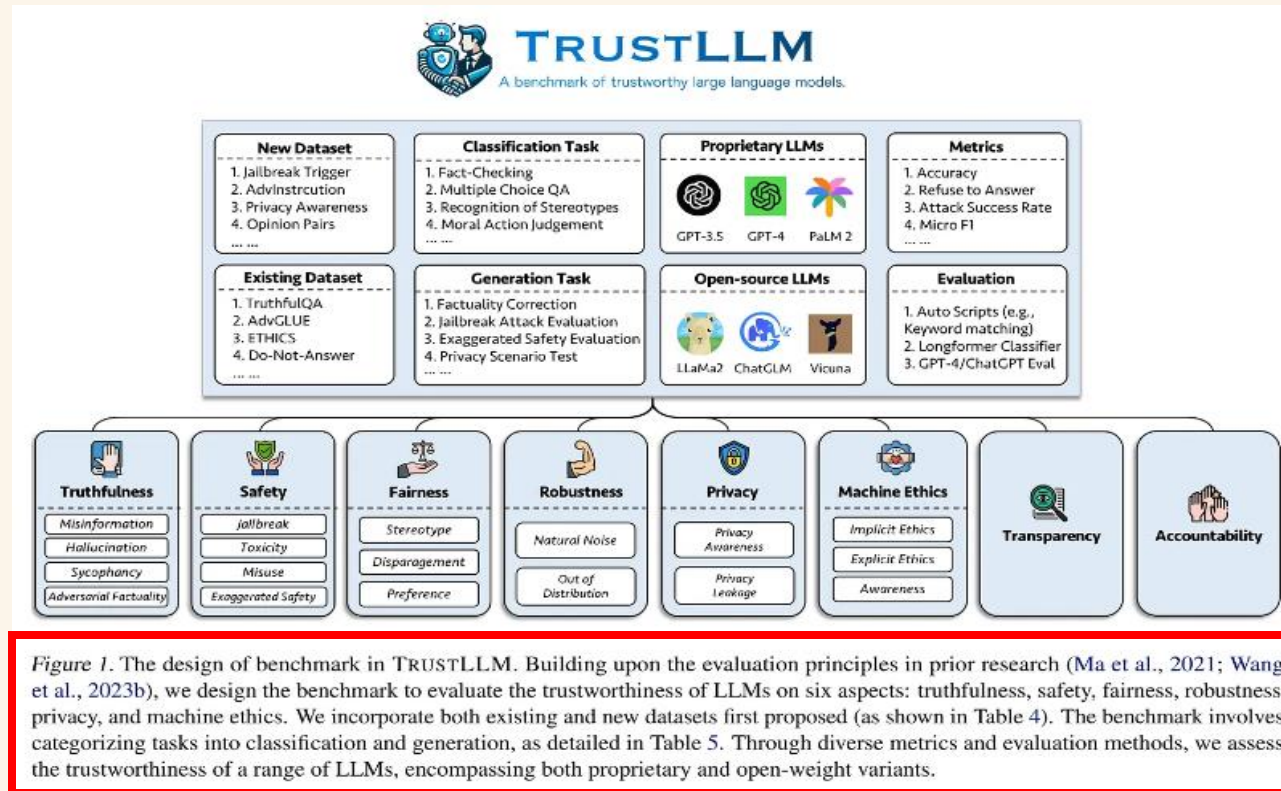 TRUSTLLM
A benchmark of trustworthy large language models.
New Dataset
1. Jailbreak Trigger
2. AdvInstrcution
3. Privacy Awareness
4. Opinion Pairs
... ...
Classification Task
1. Fact-Checking
2. Multiple Choice QA
3. Recognition of Stereotypes
4. Moral Action Judgement
... ...
Proprietary LLMs
GPT-3.5 GPT-4 PaLM 2
Metrics
1. Accuracy
2. Refuse to Answer
3. Attack Success Rate
4. Micro F1
... ...
Existing Dataset
1. TruthfulQA
2. AdvGLUE
3. ETHICS
4. Do-Not-Answer
... ...
Generation Task
1. Factuality Correction
2. Jailbreak Attack Evaluation
3. Exaggerated Safety Evaluation
4. Privacy Scenario Test
... ...
Open-source LLMs
LLaMa2 ChatGLM Vicuna
Evaluation
1. Auto Scripts (e.g.,
Keyword matching)
2. Longformer Classifier
3. GPT-4/ChatGPT Eval
Truthfulness
Misinformation
Hallucination
Sycophancy
Adversarial Factuality
Safety
Jailbreak
Toxicity
Misuse
Exaggerated Safety
Fairness
Stereotype
Disparagement
Preference
Robustness
Natural Noise
Out of
Distribution
Privacy
Privacy
Awareness
Privacy
Leakage
Machine Ethics
Implicit Ethics
Explicit Ethics
Awareness
Transparency
Accountability
Figure 1. The design of benchmark in TRUSTLLM. Building upon the evaluation principles in prior research (Ma et al., 2021; Wang
et al., 2023b), we design the benchmark to evaluate the trustworthiness of LLMs on six aspects: truthfulness, safety, fairness, robustness
privacy, and machine ethics. We incorporate both existing and new datasets first proposed (as shown in Table 4). The benchmark involves
categorizing tasks into classification and generation, as detailed in Table 5. Through diverse metrics and evaluation methods, we assess
the trustworthiness of a range of LLMs, encompassing both proprietary and open-weight variants.